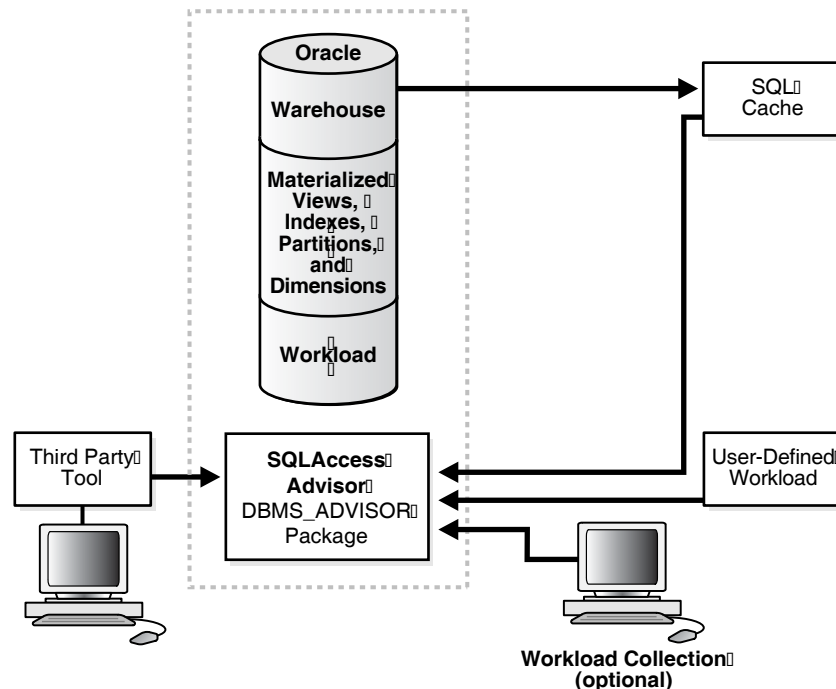 Oracle
Warehouse
Materialized
Views,
Indexes,
Partitions,
and
Dimensions
Workload
SQL
Cache
Third Party
Tool
SQLAccess
Advisor
DBMS_ADVISOR
Package
User-Defined
Workload
Workload Collection
(optional)